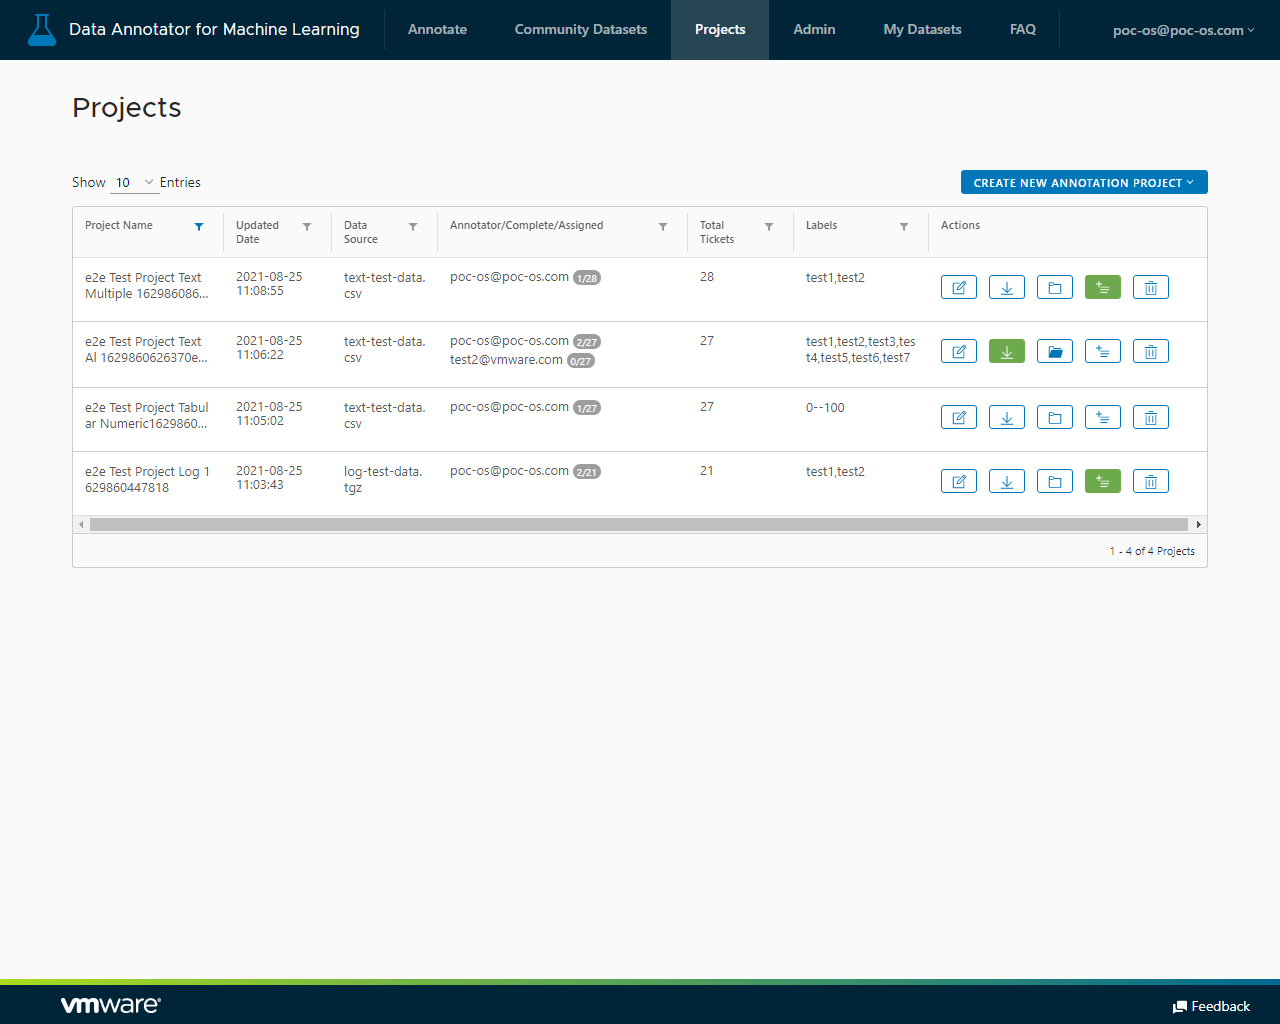 Data Annotator for Machine Learning
Annotate
Community Datasets
Projects
Admin
My Datasets
FAQ
poc-os@poc-os.com
Projects
Show 10 Entries
CREATE NEW ANNOTATION PROJECT
Project Name
Updated
Date
Data
Source
Annotator/Complete/Assigned
Total
Tickets
Labels
Actions
e2e Test Project Text
Multiple 162986086...
2021-08-25
11:08:55
text-test-data.
csv
poc-os@poc-os.com 1/28
28
test1,test2
e2e Test Project Text
Al 1629860626370e...
2021-08-25
11:06:22
text-test-data.
csv
poc-os@poc-os.com 2/27
test2@vmware.com 0/27
27
test1,test2,test3,tes
t4,test5,test6,test7
e2e Test Project Tabul
ar Numeric1629860...
2021-08-25
11:05:02
text-test-data.
csv
poc-os@poc-os.com 1/27
27
0--100
e2e Test Project Log 1
629860447818
2021-08-25
11:03:43
log-test-data.
tgz
poc-os@poc-os.com 2/21
21
test1,test2
1 - 4 of 4 Projects
vmware
Feedback